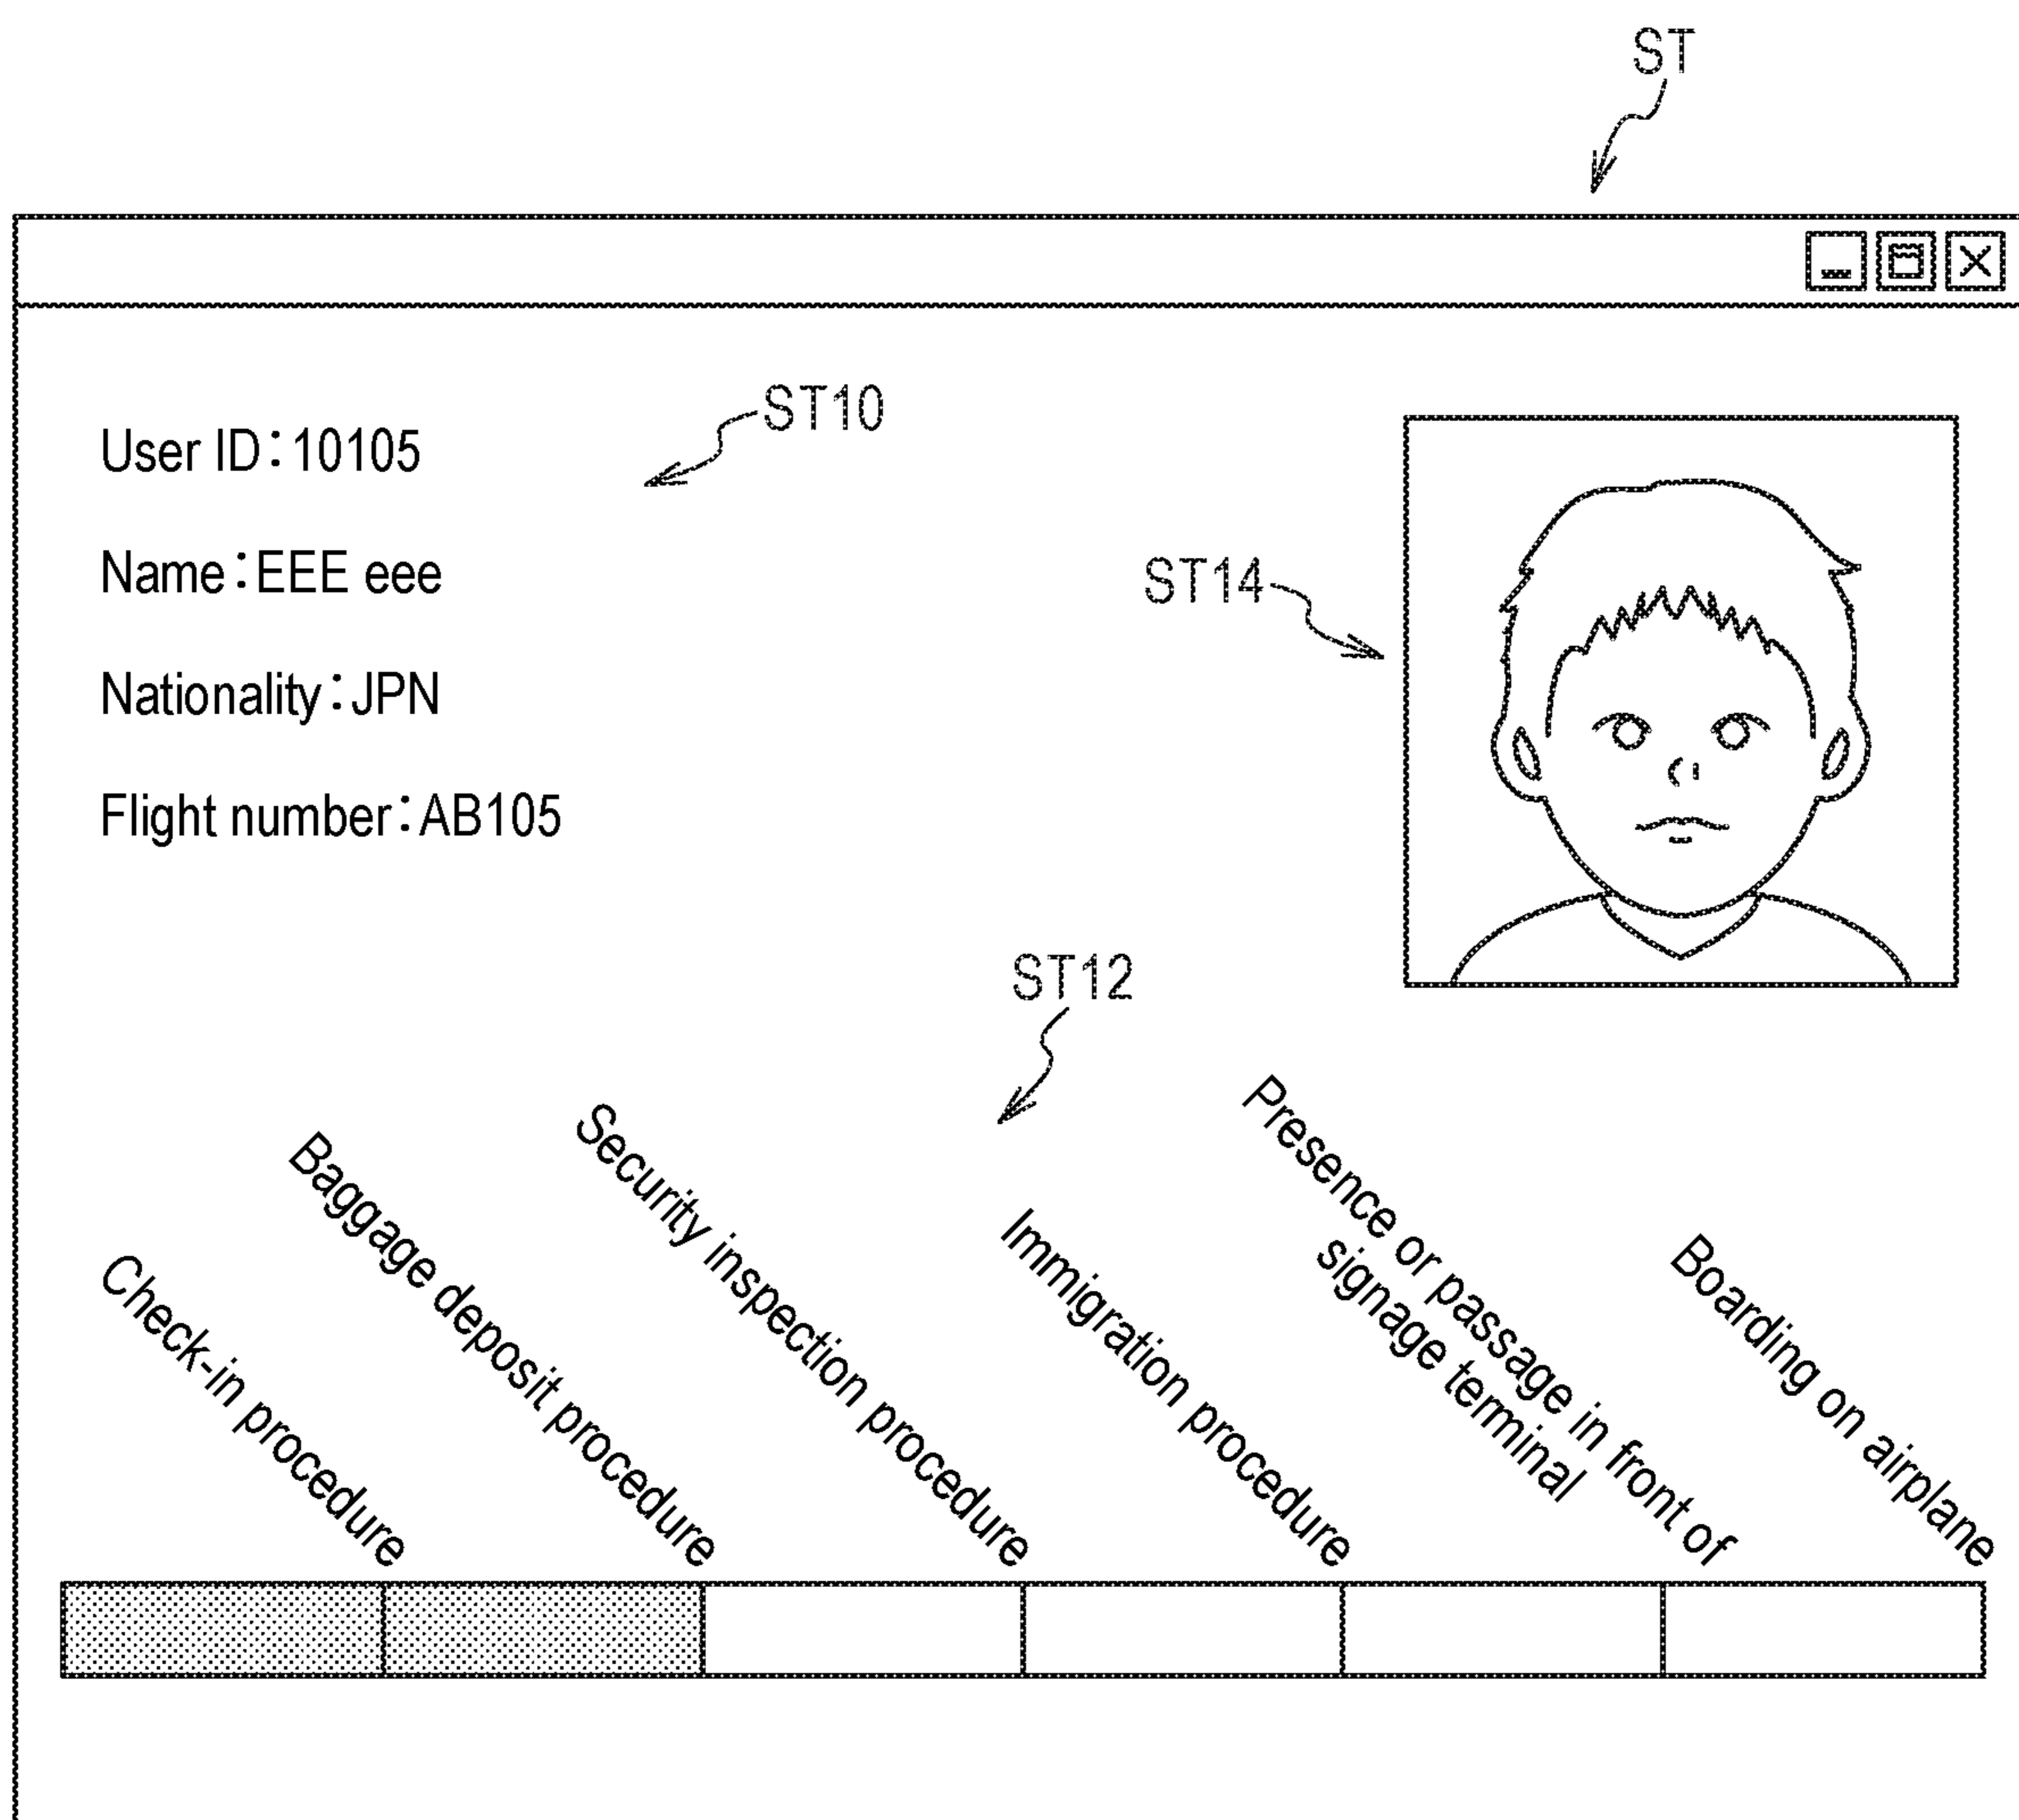 ST
ST10
User ID:10105
Name:EEE eee
Nationality:JPN
Flight number:AB105
ST14
ST12
Check-in procedure
Baggage deposit procedure
Security inspection procedure
Immigration procedure
Presence or passage in front of
signage terminal
Boarding on airplane